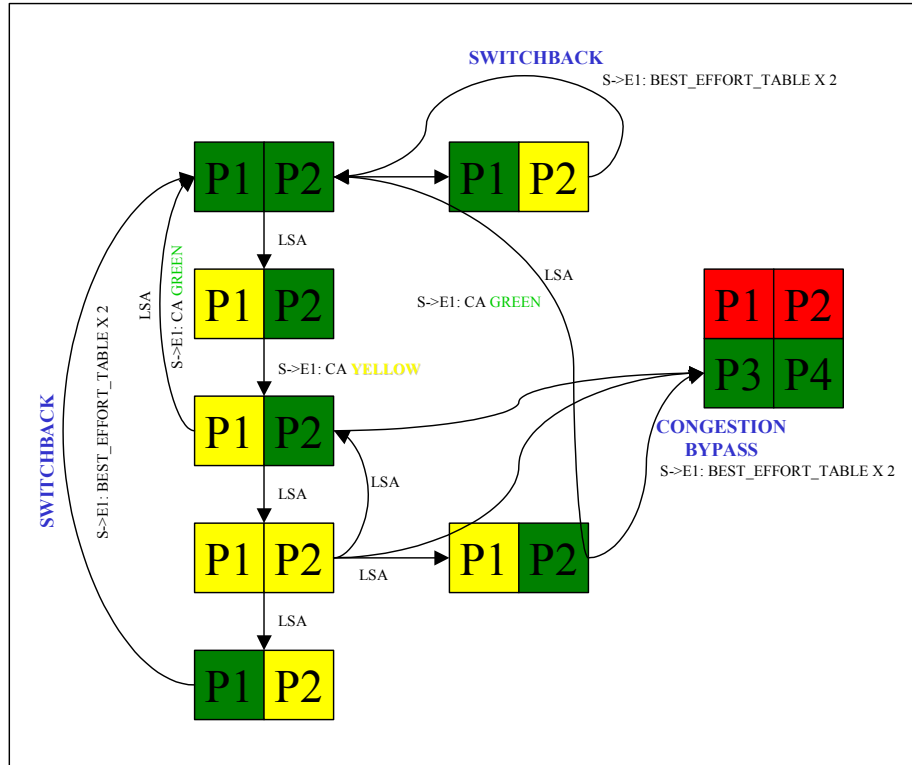 SWITCHBACK
S->E1: BEST_EFFORT_TABLE X 2
P1 P2
P1 P2
LSA
P1 P2
LSA
S->E1: CA GREEN
LSA
S->E1: CA GREEN
P1 P2
P3 P4
S->E1: CA YELLOW
P1 P2
SWITCHBACK
S->E1: BEST_EFFORT_TABLE X 2
CONGESTION
BYPASS
S->E1: BEST_EFFORT_TABLE X 2
LSA
LSA
P1 P2
LSA
P1 P2
LSA
P1 P2